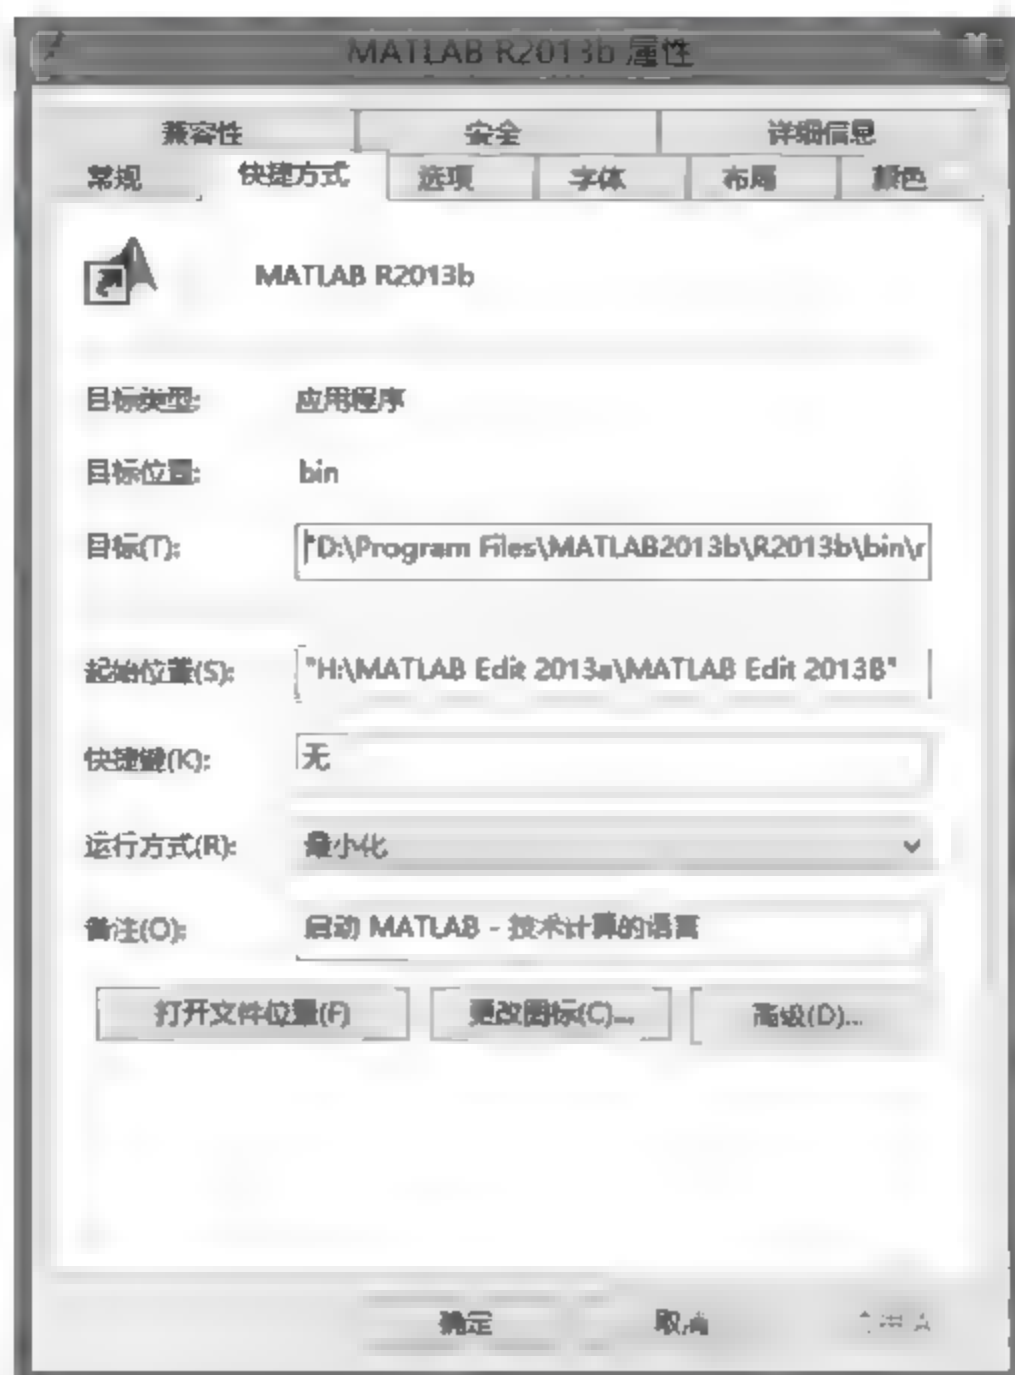 MATLAB R2013b 属性
兼容性 安全 详细信息
常规 快捷方式 选项 字体 布局 颜色
MATLAB R2013b
目标类型: 应用程序
目标位置: bin
目标(T): "D:\Program Files\MATLAB2013b\R2013b\bin\r
起始位置(S): "H:\MATLAB Edit 2013a\MATLAB Edit 2013B"
快捷键(K): 无
运行方式(R): 最小化
备注(O): 启动 MATLAB - 技术计算的语言
打开文件位置(F) 更改图标(C)... 高级(D)...
确定 取消